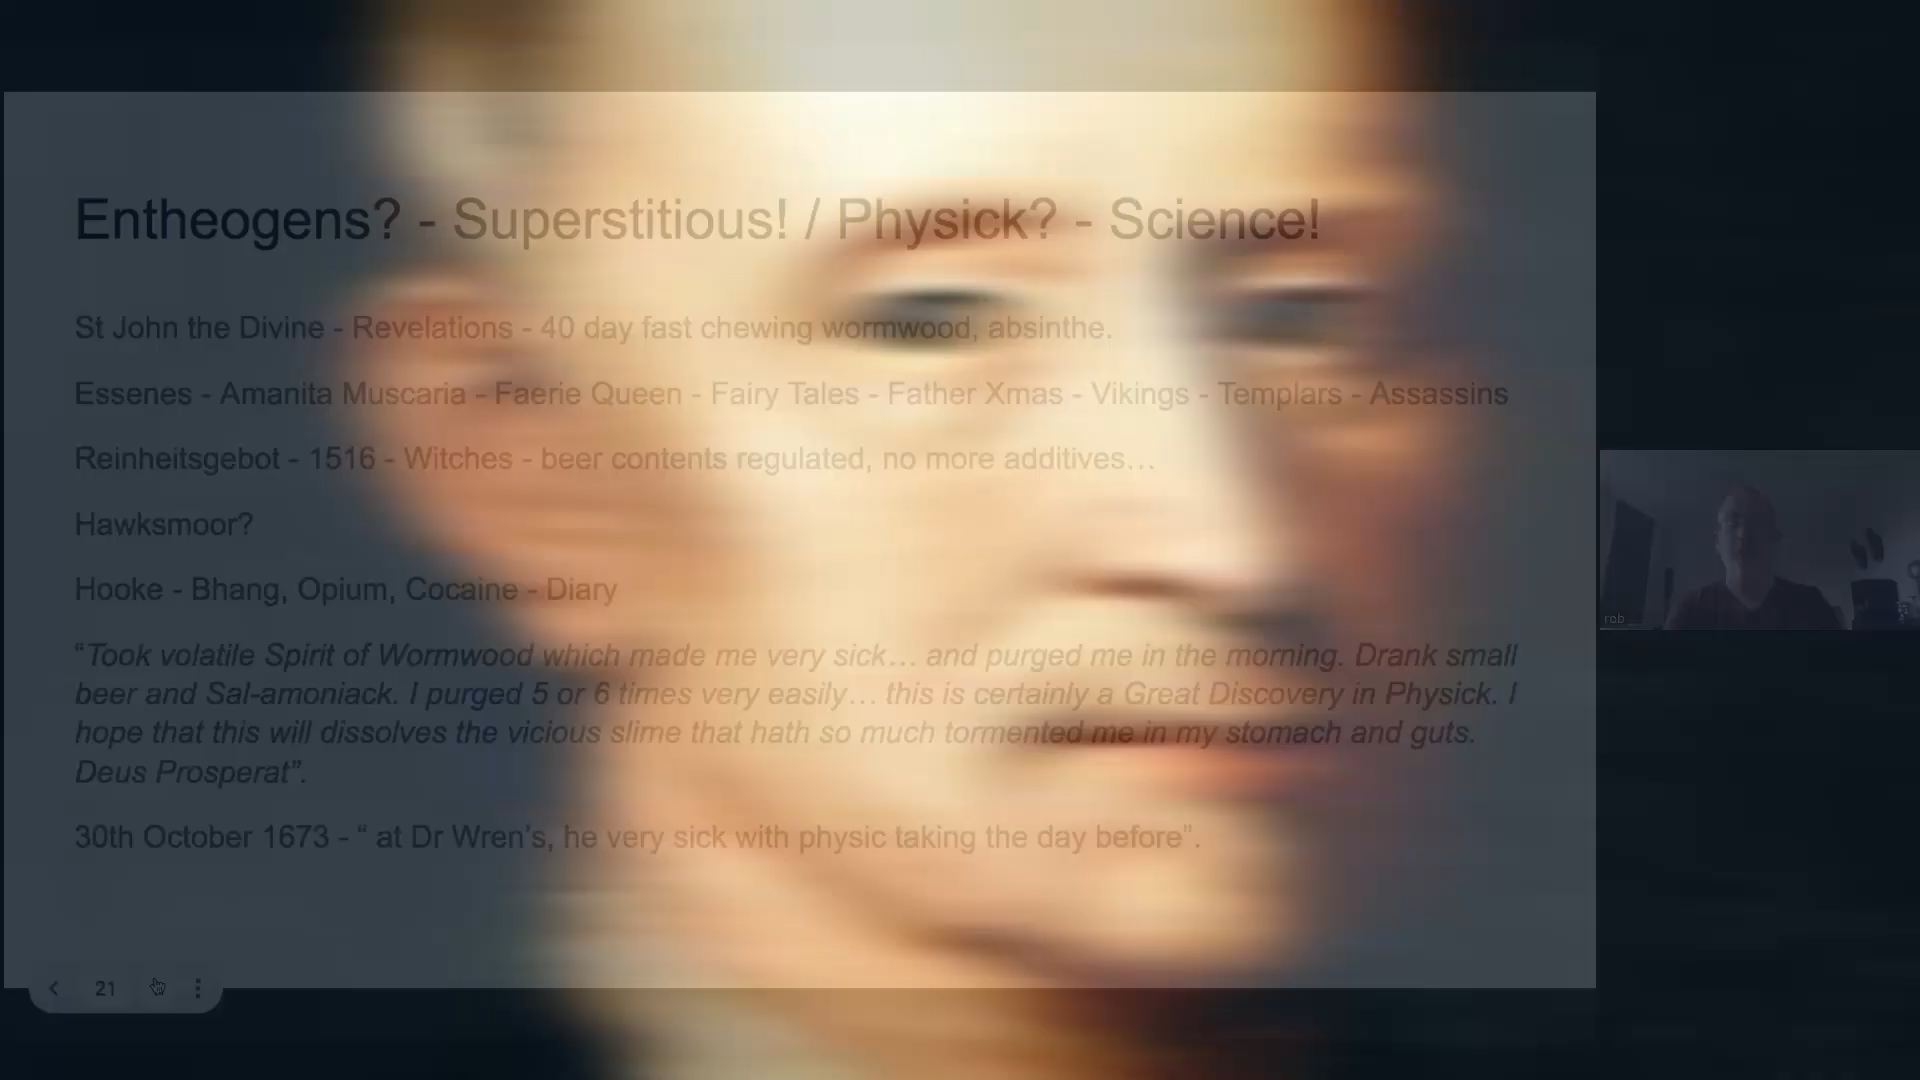 Entheogens? - Superstitious! / Physick? - Science!
St John the Divine - Revelations - 40 day fast chewing wormwood, absinthe.
Essenes - Amanita Muscaria - Faerie Queen - Fairy Tales - Father Xmas - Vikings - Templars - Assassins
Reinheitsgebot - 1516 - Witches - beer contents regulated, no more additives…
Hawksmoor?
Hooke - Bhang, Opium, Cocaine - Diary
“Took volatile Spirit of Wormwood which made me very sick… and purged me in the morning. Drank small
beer and Sal-amoniack. I purged 5 or 6 times very easily… this is certainly a Great Discovery in Physick. I
hope that this will dissolves the vicious slime that hath so much tormented me in my stomach and guts.
Deus Prosperat”.
30th October 1673 - “ at Dr Wren’s, he very sick with physic taking the day before”.
rob
21